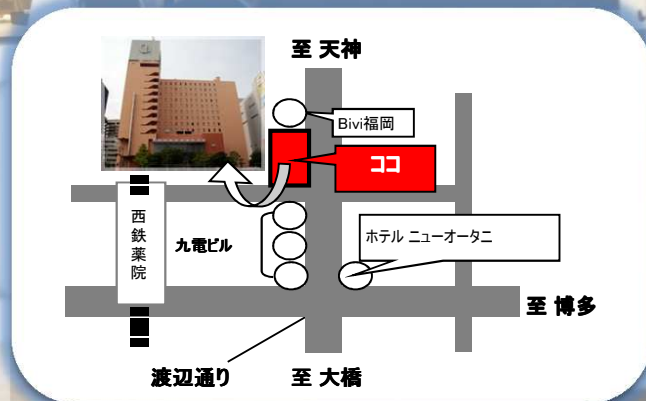 至 天神
Bivi福岡
ココ
西鉄薬院
九電ビル
ホテル ニューオータニ
至 博多
渡辺通り
至 大橋